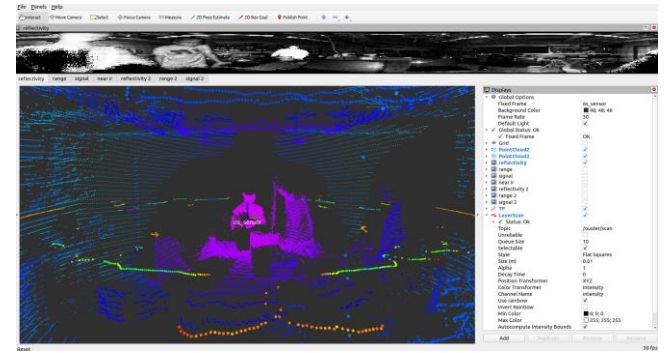 File Panels Help
Interact Move Camera Select Focus Camera Measure 2D Pose Estimate 2D Nav Goal Publish Point
reflectivity
reflectivity range signal near ir reflectivity 2 range 2 signal 2
os_sensor
Displays
Global Options
Fixed Frame os_sensor
Background Color 48; 48; 48
Frame Rate 30
Default Light
Global Status: Ok
Fixed Frame OK
Grid
PointCloud2
PointCloud2
reflectivity
range
signal
near ir
reflectivity 2
range 2
signal 2
TF
LaserScan
Status: Ok
Topic /ouster/scan
Unreliable
Queue Size 10
Selectable
Style Flat Squares
Size (m) 0.01
Alpha 1
Decay Time 0
Position Transformer XYZ
Color Transformer Intensity
Channel Name intensity
Use rainbow
Invert Rainbow
Min Color 0; 0; 0
Max Color 255; 255; 255
Autocompute Intensity Bounds
Add Duplicate Remove Rename
Reset 30 fps